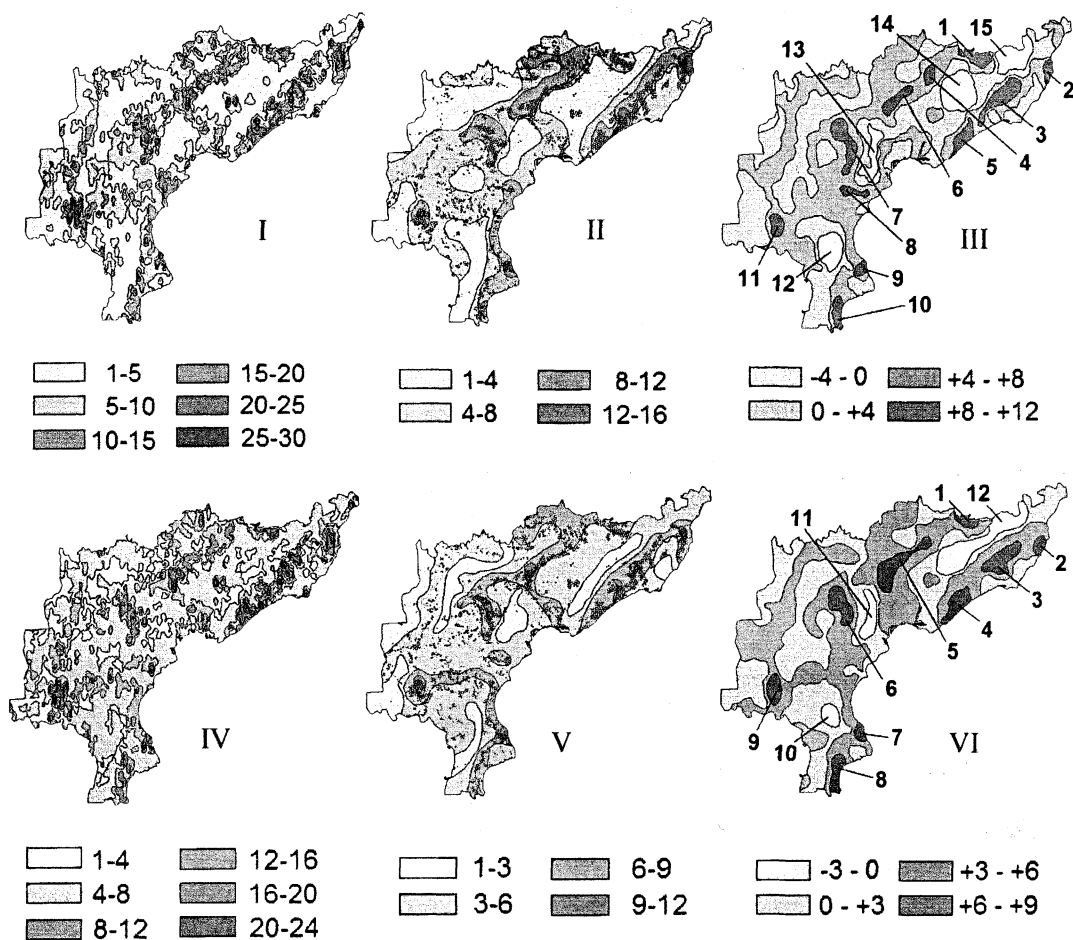 14 1 15
13
2
3
I II III
5 4
6
7
8
11 12 9
10
1-5 15-20 1-4 8-12 -4 - 0 +4 - +8
5-10 20-25 4-8 12-16 0 - +4 +8 - +12
10-15 25-30
1 12
11
2
3
4
5
IV V VI
6
9 10 7
8
1-4 12-16 1-3 6-9 -3 - 0 +3 - +6
4-8 16-20 3-6 9-12 0 - +3 +6 - +9
8-12 20-24